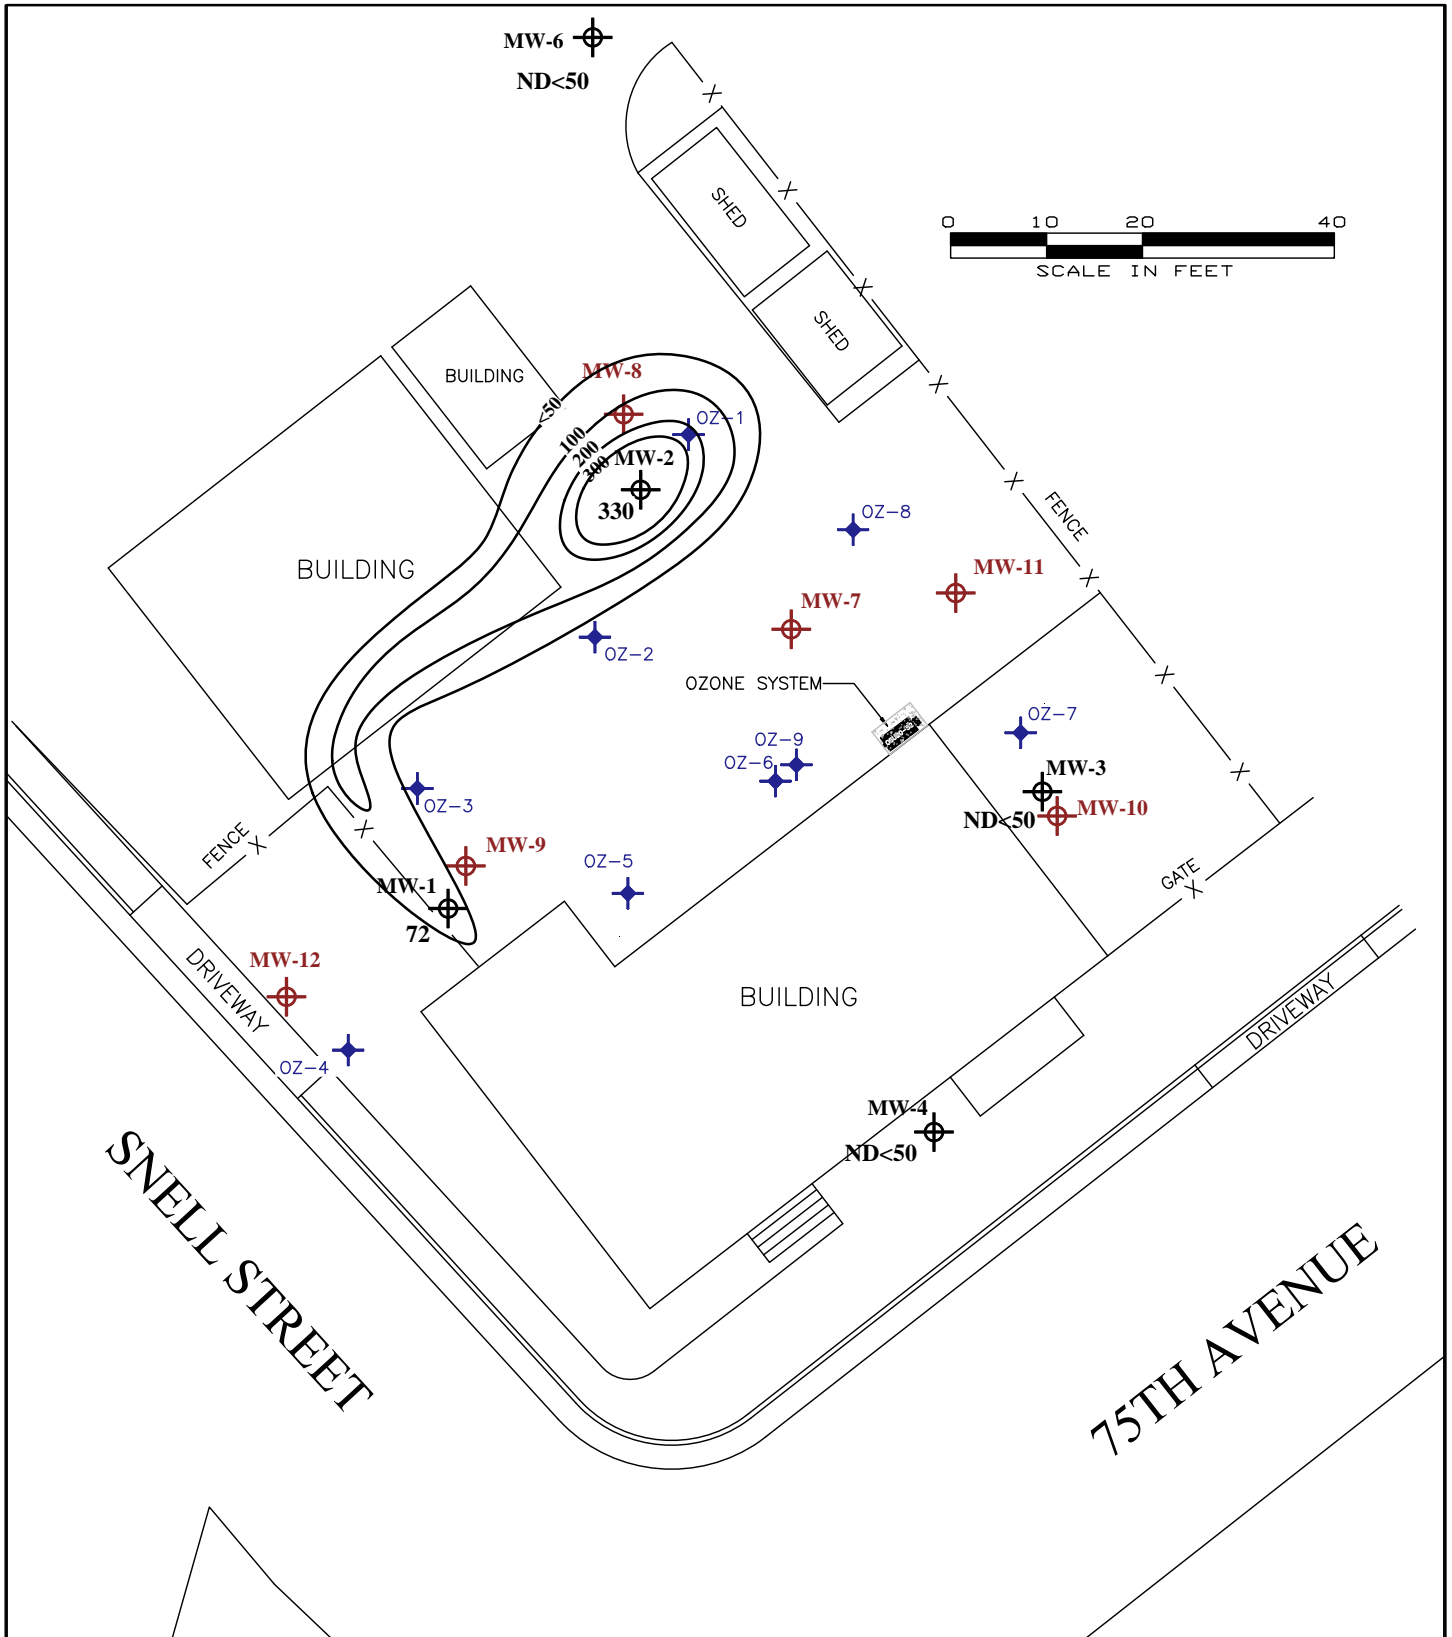 MW-6
ND<50
SHED
0 10 20 40
SCALE IN FEET
SHED
BUILDING
MW-8
<50
OZ-1
100
200
300
MW-2
330
OZ-8
FENCE
BUILDING
MW-11
MW-7
OZ-2
OZONE SYSTEM
OZ-7
OZ-9
OZ-6
MW-3
OZ-3
MW-10
ND<50
FENCE
MW-9
OZ-5
GATE
MW-1
72
MW-12
DRIVEWAY
BUILDING
DRIVEWAY
OZ-4
MW-4
ND<50
SNELL STREET
75TH AVENUE